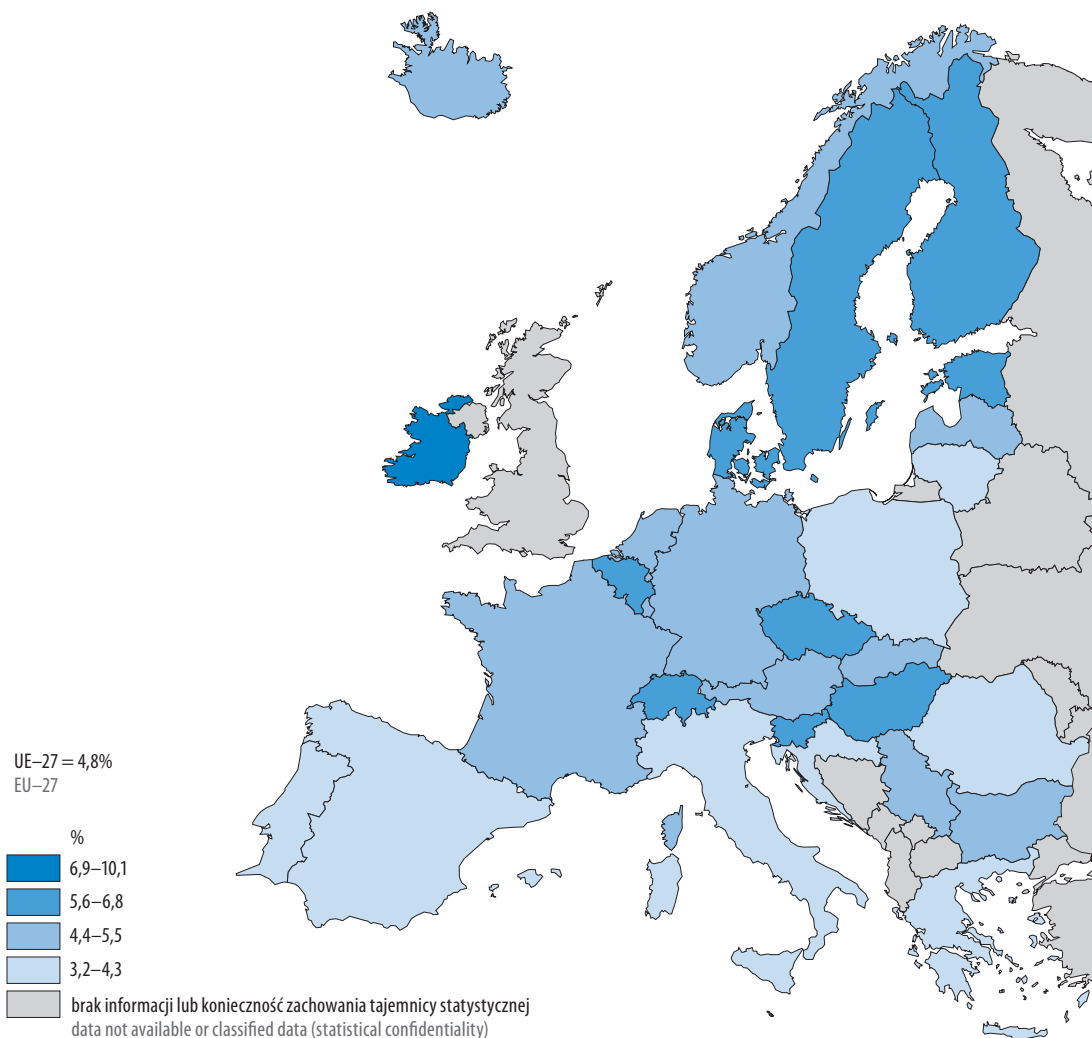 UE–27 = 4,8%
EU–27
%
6,9–10,1
5,6–6,8
4,4–5,5
3,2–4,3
brak informacji lub konieczność zachowania tajemnicy statystycznej
data not available or classified data (statistical confidentiality)